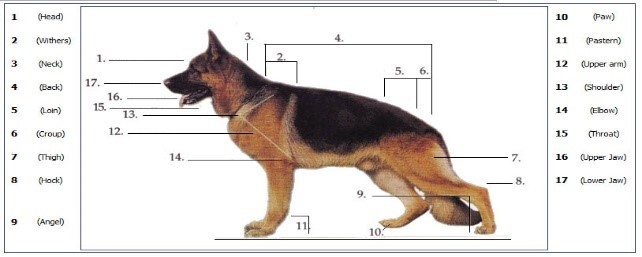 1 (Head)
2 (Withers)
3 (Neck)
4 (Back)
5 (Loin)
6 (Croup)
7 (Thigh)
8 (Hock)
9 (Angel)
3.
4.
1.
2.
5. 6.
17.
16.
15.
13.
12.
14.
7.
8.
9.
11.
10.
10 (Paw)
11 (Pastern)
12 (Upper arm)
13 (Shoulder)
14 (Elbow)
15 (Throat)
16 (Upper Jaw)
17 (Lower Jaw)